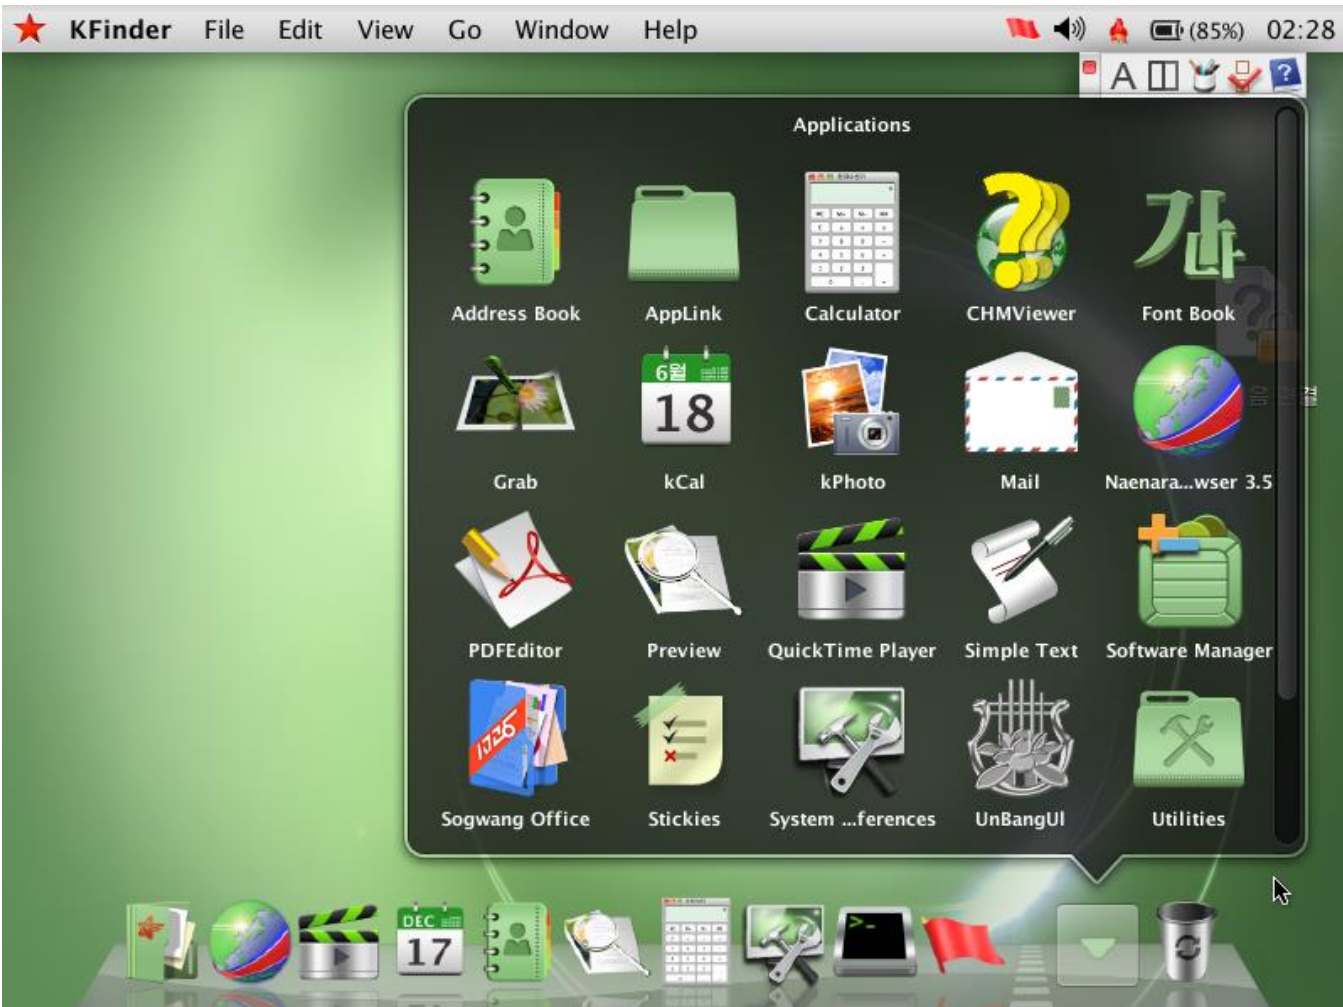 KFinder File Edit View Go Window Help (85%) 02:28
A ?
Applications
가
Address Book AppLink Calculator CHMViewer Font Book
6월
18
Grab kCal kPhoto Mail Naenara...wser 3.5
PDFEditor Preview QuickTime Player Simple Text Software Manager
Sogwang Office Stickies System ...ferences UnBangUl Utilities
DEC
17
>_